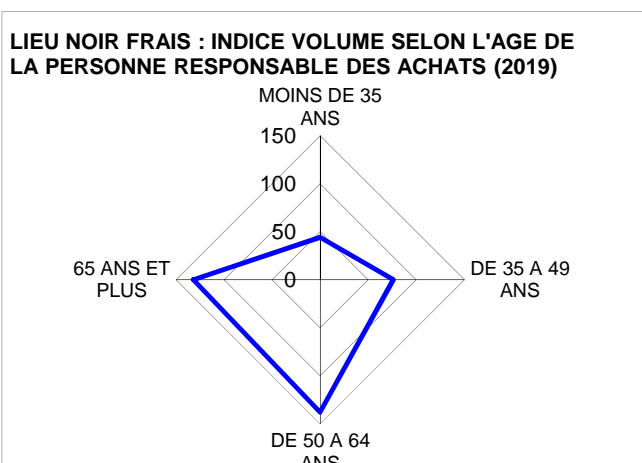 LIEU NOIR FRAIS : INDICE VOLUME SELON L'AGE DE
LA PERSONNE RESPONSABLE DES ACHATS (2019)
MOINS DE 35
ANS
150
100
50
0
65 ANS ET
PLUS
DE 35 A 49
ANS
DE 50 A 64
ANS